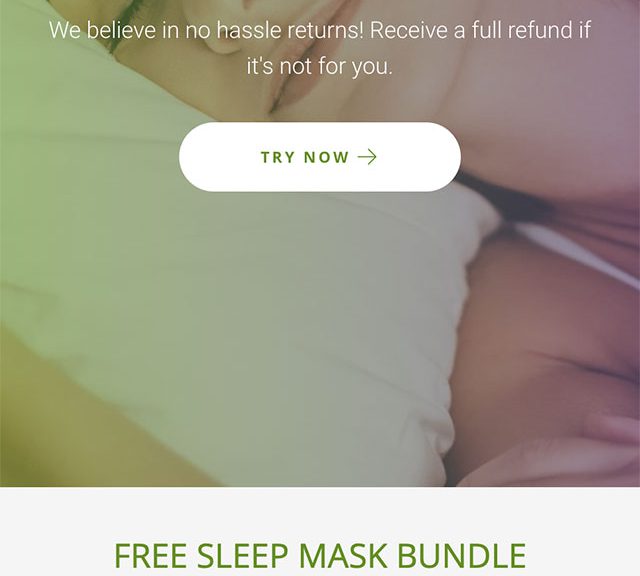 We believe in no hassle returns! Receive a full refund if
it's not for you.
TRY NOW →
FREE SLEEP MASK BUNDLE